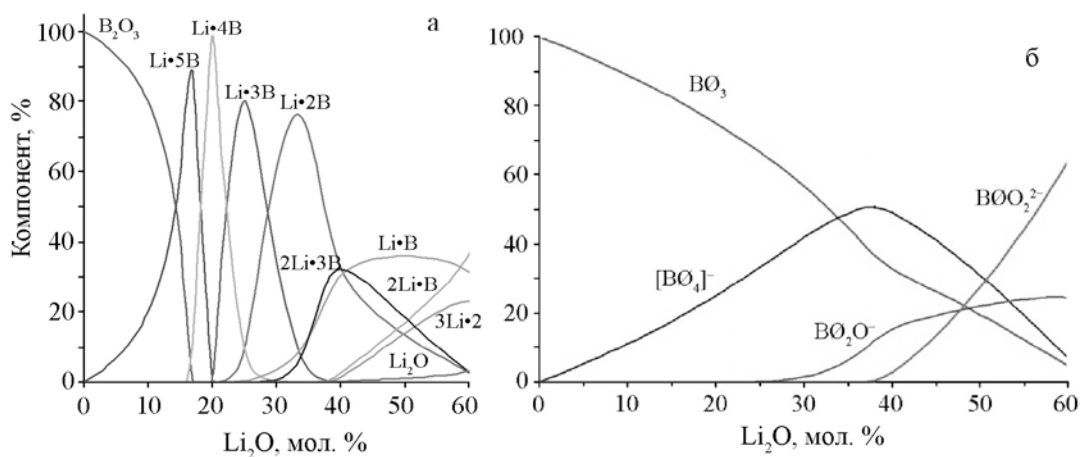 а
Компонент, %
100
80
60
40
20
0
B₂O₃
Li•5B
Li•4B
Li•3B
Li•2B
2Li•3B
Li•B
2Li•B
3Li•2
Li₂O
0 10 20 30 40 50 60
Li₂O, мол. %
б
100
80
60
40
20
0
BØ₃
[BØ₄]⁻
BØ₂O⁻
BØO₂²⁻
0 10 20 30 40 50 60
Li₂O, мол. %